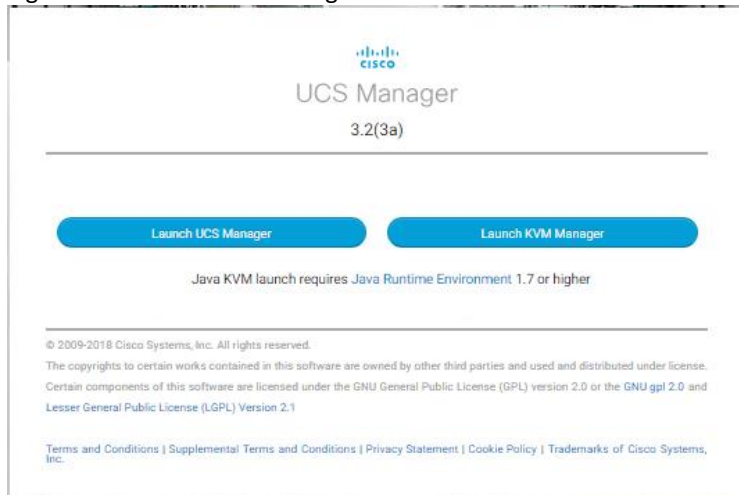 CISCO
UCS Manager
3.2(3a)
Launch UCS Manager
Launch KVM Manager
Java KVM launch requires Java Runtime Environment 1.7 or higher
© 2009-2018 Cisco Systems, Inc. All rights reserved.
The copyrights to certain works contained in this software are owned by other third parties and used and distributed under license.
Certain components of this software are licensed under the GNU General Public License (GPL) version 2.0 or the GNU gpl 2.0 and
Lesser General Public License (LGPL) Version 2.1
Terms and Conditions | Supplemental Terms and Conditions | Privacy Statement | Cookie Policy | Trademarks of Cisco Systems,
Inc.